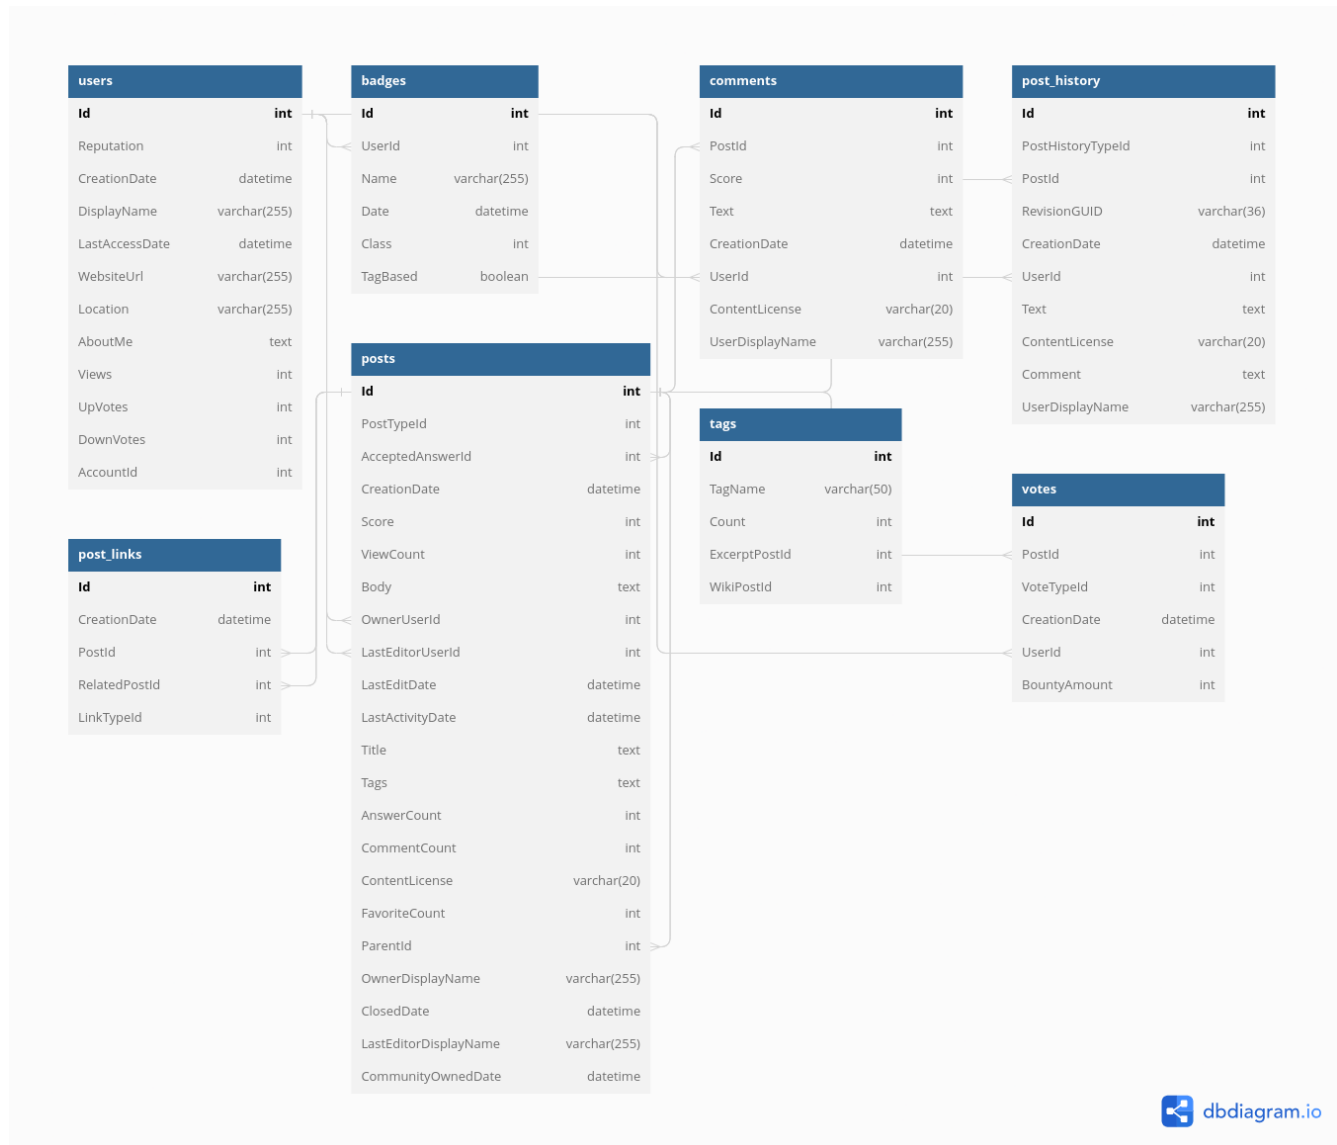 users
Id int
Reputation int
CreationDate datetime
DisplayName varchar(255)
LastAccessDate datetime
WebsiteUrl varchar(255)
Location varchar(255)
AboutMe text
Views int
UpVotes int
DownVotes int
AccountId int
post_links
Id int
CreationDate datetime
PostId int
RelatedPostId int
LinkTypeId int
badges
Id int
UserId int
Name varchar(255)
Date datetime
Class int
TagBased boolean
posts
Id int
PostTypeId int
AcceptedAnswerId int
CreationDate datetime
Score int
ViewCount int
Body text
OwnerUserId int
LastEditorUserId int
LastEditDate datetime
LastActivityDate datetime
Title text
Tags text
AnswerCount int
CommentCount int
ContentLicense varchar(20)
FavoriteCount int
ParentId int
OwnerDisplayName varchar(255)
ClosedDate datetime
LastEditorDisplayName varchar(255)
CommunityOwnedDate datetime
comments
Id int
PostId int
Score int
Text text
CreationDate datetime
UserId int
ContentLicense varchar(20)
UserDisplayName varchar(255)
tags
Id int
TagName varchar(50)
Count int
ExcerptPostId int
WikiPostId int
post_history
Id int
PostHistoryTypeId int
PostId int
RevisionGUID varchar(36)
CreationDate datetime
UserId int
Text text
ContentLicense varchar(20)
Comment text
UserDisplayName varchar(255)
votes
Id int
PostId int
VoteTypeId int
CreationDate datetime
UserId int
BountyAmount int
dbdiagram.io